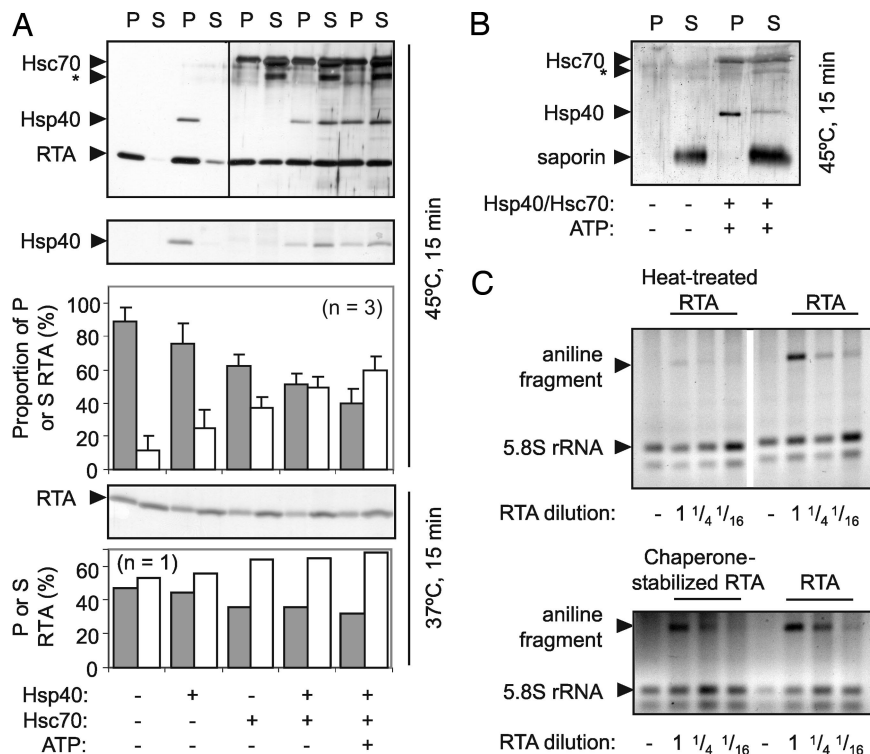 A
P S P S P S P S P S
Hsc70
*
Hsp40
RTA
Hsp40
45ºC, 15 min
(n = 3)
Proportion of P
or S RTA (%)
100
80
60
40
20
0
RTA
37ºC, 15 min
(n = 1)
P or S
RTA (%)
80
40
0
Hsp40: - + - + +
Hsc70: - - + + +
ATP: - - - - +
B
P S P S
Hsc70
*
Hsp40
saporin
45ºC, 15 min
Hsp40/Hsc70: - - + +
ATP: - - + +
C
Heat-treated
RTA RTA
aniline
fragment
5.8S rRNA
RTA dilution: - 1 1/4 1/16 - 1 1/4 1/16
Chaperone-
stabilized RTA RTA
aniline
fragment
5.8S rRNA
RTA dilution: - 1 1/4 1/16 - 1 1/4 1/16